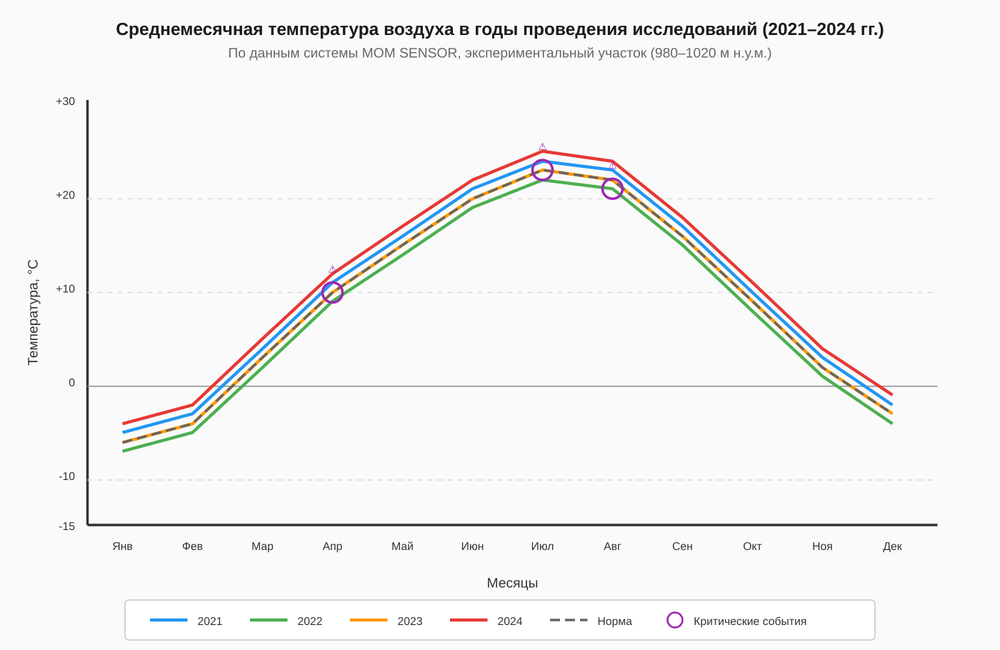 Среднемесячная температура воздуха в годы проведения исследований (2021–2024 гг.)
По данным системы MOM SENSOR, экспериментальный участок (980–1020 м н.у.м.)
+30
+20
+10
0
-10
-15
Температура, °C
⚠
⚠
⚠
Янв Фев Мар Апр Май Июн Июл Авг Сен Окт Ноя Дек
Месяцы
2021 2022 2023 2024 Норма Критические события